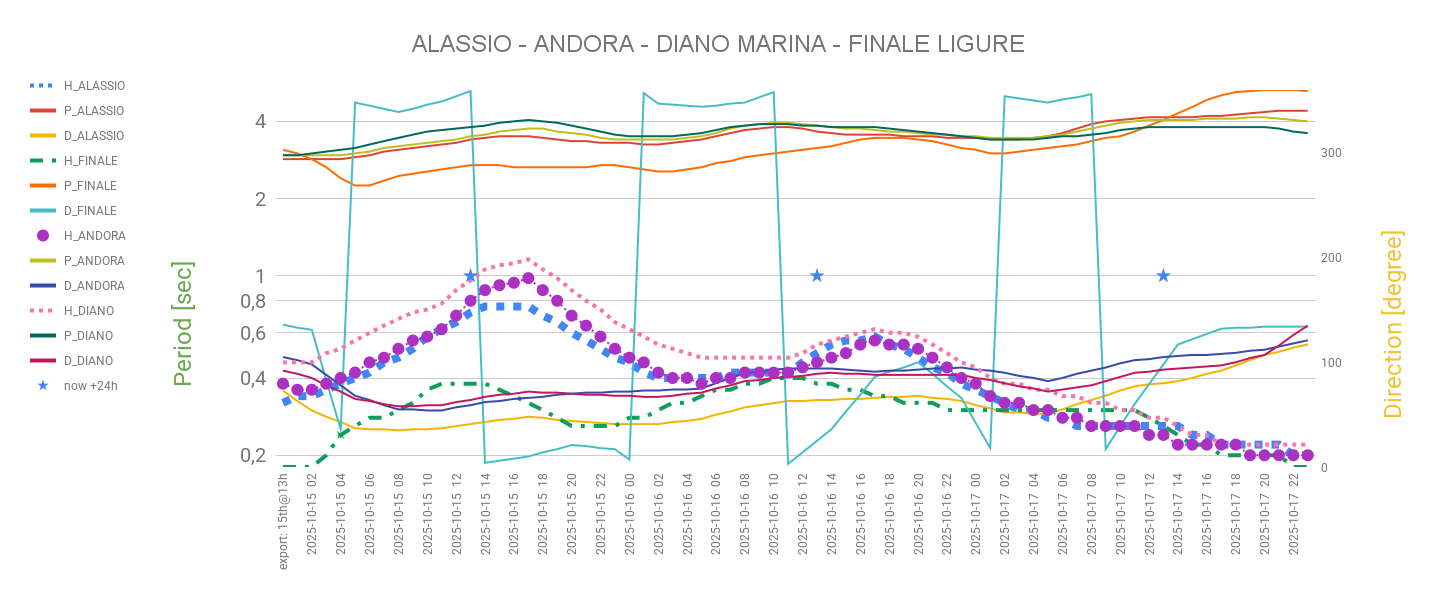 ALASSIO - ANDORA - DIANO MARINA - FINALE LIGURE
H_ALASSIO
P_ALASSIO
D_ALASSIO
H_FINALE
P_FINALE
D_FINALE
H_ANDORA
P_ANDORA
D_ANDORA
H_DIANO
P_DIANO
D_DIANO
now +24h
Period [sec]
4
2
1
0,8
0,6
0,4
0,2
300
200
100
0
Direction [degree]
export: 15th@13h
2025-10-15 02
2025-10-15 04
2025-10-15 06
2025-10-15 08
2025-10-15 10
2025-10-15 12
2025-10-15 14
2025-10-15 16
2025-10-15 18
2025-10-15 20
2025-10-15 22
2025-10-16 00
2025-10-16 02
2025-10-16 04
2025-10-16 06
2025-10-16 08
2025-10-16 10
2025-10-16 12
2025-10-16 14
2025-10-16 16
2025-10-16 18
2025-10-16 20
2025-10-16 22
2025-10-17 00
2025-10-17 02
2025-10-17 04
2025-10-17 06
2025-10-17 08
2025-10-17 10
2025-10-17 12
2025-10-17 14
2025-10-17 16
2025-10-17 18
2025-10-17 20
2025-10-17 22